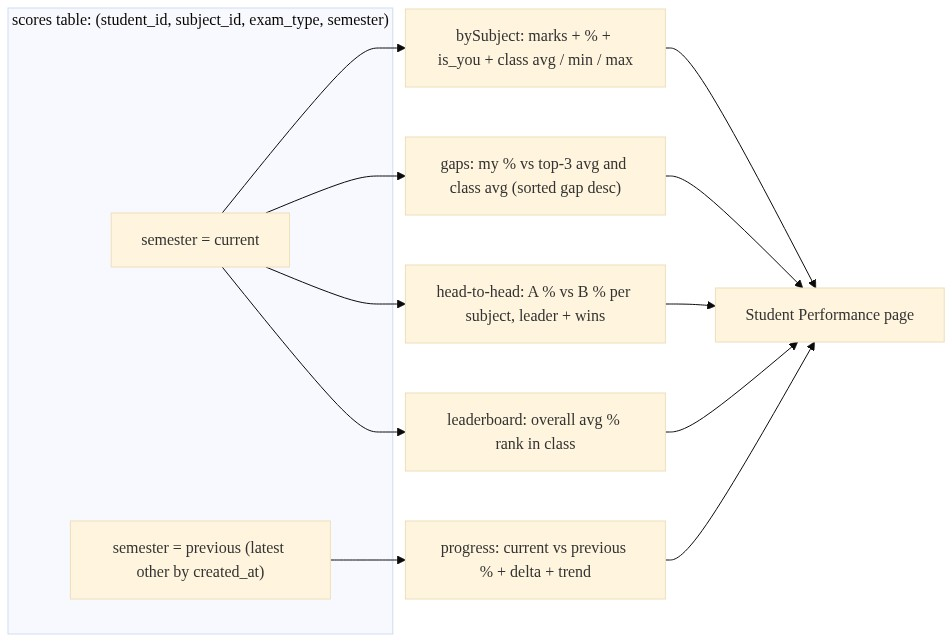 scores table: (student_id, subject_id, exam_type, semester)
bySubject: marks + % +
is_you + class avg / min / max
gaps: my % vs top-3 avg and
class avg (sorted gap desc)
semester = current
head-to-head: A % vs B % per
subject, leader + wins
Student Performance page
leaderboard: overall avg %
rank in class
semester = previous (latest
other by created_at)
progress: current vs previous
% + delta + trend